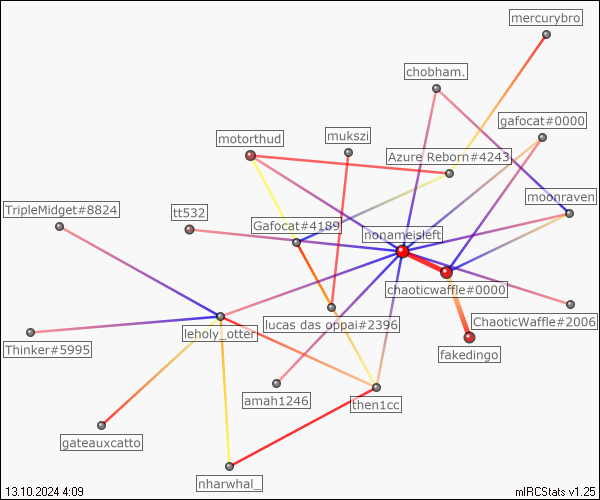 mercurybro
chobham.
gafocat#0000
motorthud
mukszi
Azure Reborn#4243
moonraven
TripleMidget#8824
tt532
Gafocat#4189
nonameisleft
chaoticwaffle#0000
ChaoticWaffle#2006
lucas das oppai#2396
leholy_otter
Thinker#5995
fakedingo
amah1246
then1cc
gateauxcatto
nharwhal_
13.10.2024 4:09
mIRCStats v1.25